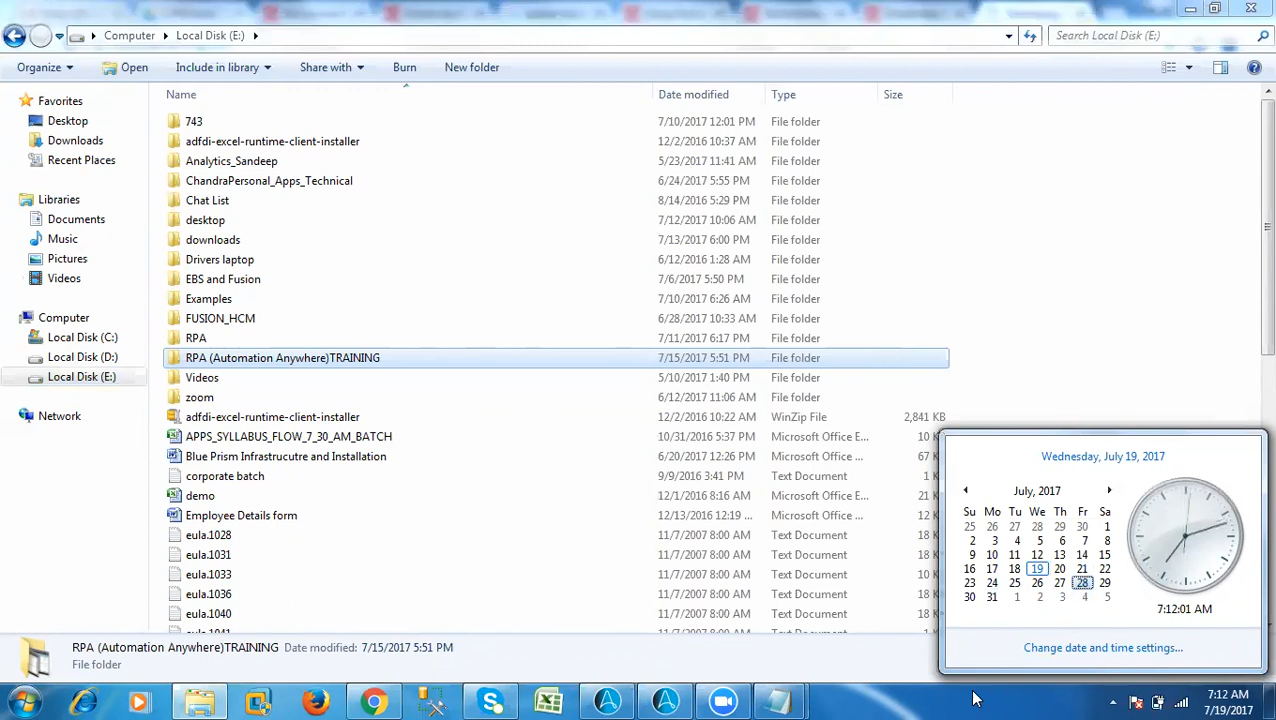 Computer Local Disk (E:) Search Local Disk (E:)
Organize Open Include in library Share with Burn New folder
Name Date modified Type Size
Favorites
Desktop
Downloads
Recent Places
Libraries
Documents
Music
Pictures
Videos
Computer
Local Disk (C:)
Local Disk (D:)
Local Disk (E:)
Network
743 7/10/2017 12:01 PM File folder
adfdi-excel-runtime-client-installer 12/2/2016 10:37 AM File folder
Analytics_Sandeep 5/23/2017 11:41 AM File folder
ChandraPersonal_Apps_Technical 6/24/2017 5:55 PM File folder
Chat List 8/14/2016 5:29 PM File folder
desktop 7/12/2017 10:06 AM File folder
downloads 7/13/2017 6:00 PM File folder
Drivers laptop 6/12/2016 1:28 AM File folder
EBS and Fusion 7/6/2017 5:50 PM File folder
Examples 7/10/2017 6:26 AM File folder
FUSION_HCM 6/28/2017 10:33 AM File folder
RPA 7/11/2017 6:17 PM File folder
RPA (Automation Anywhere)TRAINING 7/15/2017 5:51 PM File folder
Videos 5/10/2017 1:40 PM File folder
zoom 6/12/2017 11:06 AM File folder
adfdi-excel-runtime-client-installer 12/2/2016 10:22 AM WinZip File 2,841 KB
APPS_SYLLABUS_FLOW_7_30_AM_BATCH 10/31/2016 5:37 PM Microsoft Office E... 10 K
Blue Prism Infrastrucutre and Installation 6/20/2017 12:26 PM Microsoft Office ... 67 K
corporate batch 9/9/2016 3:41 PM Text Document 1 K
demo 12/1/2016 8:16 AM Microsoft Office E... 10 K
Employee Details form 12/13/2016 12:19 ... Microsoft Office ... 18 K
eula.1028 11/7/2007 8:00 AM Text Document 18 K
eula.1031 11/7/2007 8:00 AM Text Document 18 K
eula.1033 11/7/2007 8:00 AM Text Document 10 K
eula.1036 11/7/2007 8:00 AM Text Document 18 K
eula.1040 11/7/2007 8:00 AM Text Document 18 K
Wednesday, July 19, 2017
July, 2017
Su Mo Tu We Th Fr Sa
25 26 27 28 29 30 1
2 3 4 5 6 7 8
9 10 11 12 13 14 15
16 17 18 19 20 21 22
23 24 25 26 27 28 29
30 31 1 2 3 4 5
7:12:01 AM
Change date and time settings...
RPA (Automation Anywhere)TRAINING Date modified: 7/15/2017 5:51 PM
File folder
7:12 AM
7/19/2017